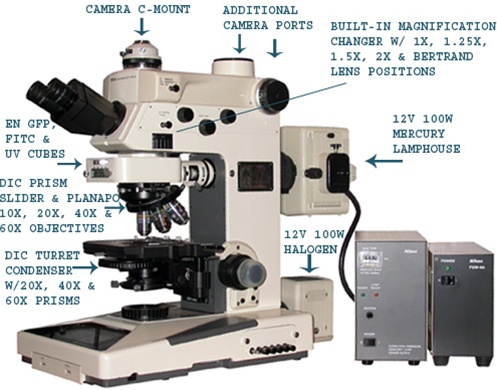 CAMERA C-MOUNT
ADDITIONAL
CAMERA PORTS
BUILT-IN MAGNIFICATION
CHANGER W/ 1X, 1.25X,
1.5X, 2X & BERTRAND
LENS POSITIONS
EN GFP,
FITC &
UV CUBES
12V 100W
MERCURY
LAMPHOUSE
DIC PRISM
SLIDER & PLANAPO
10X, 20X, 40X &
60X OBJECTIVES
12V 100W
HALOGEN
DIC TURRET
CONDENSER
W/20X, 40X &
60X PRISMS
Nikon
POWER
Nikon